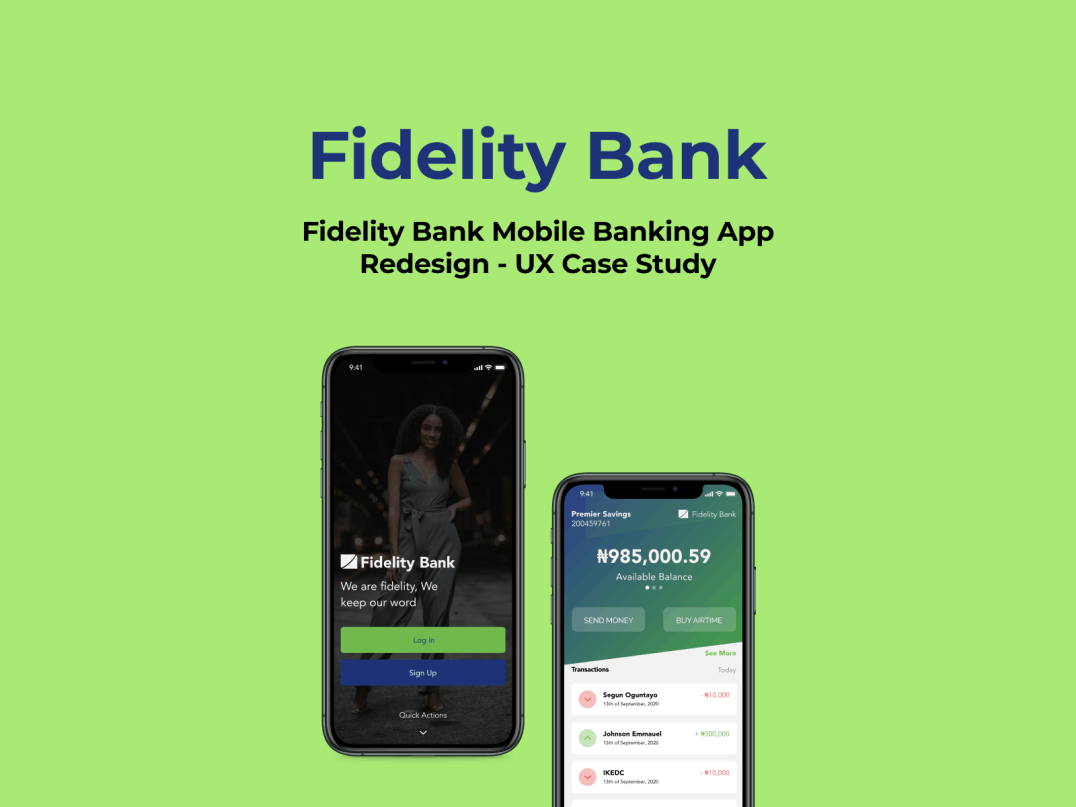 Fidelity Bank
Fidelity Bank Mobile Banking App
Redesign - UX Case Study
9:41
Fidelity Bank
We are fidelity, We
keep our word
Log In
Sign Up
Quick Actions
9:41
Premier Savings
200459761
Fidelity Bank
₦985,000.59
Available Balance
SEND MONEY
BUY AIRTIME
See More
Transactions
Today
Segun Oguntayo
- ₦10,000
13th of September, 2020
Johnson Emmauel
+ ₦500,000
13th of September, 2020
IKEDC
- ₦10,000
13th of September, 2020